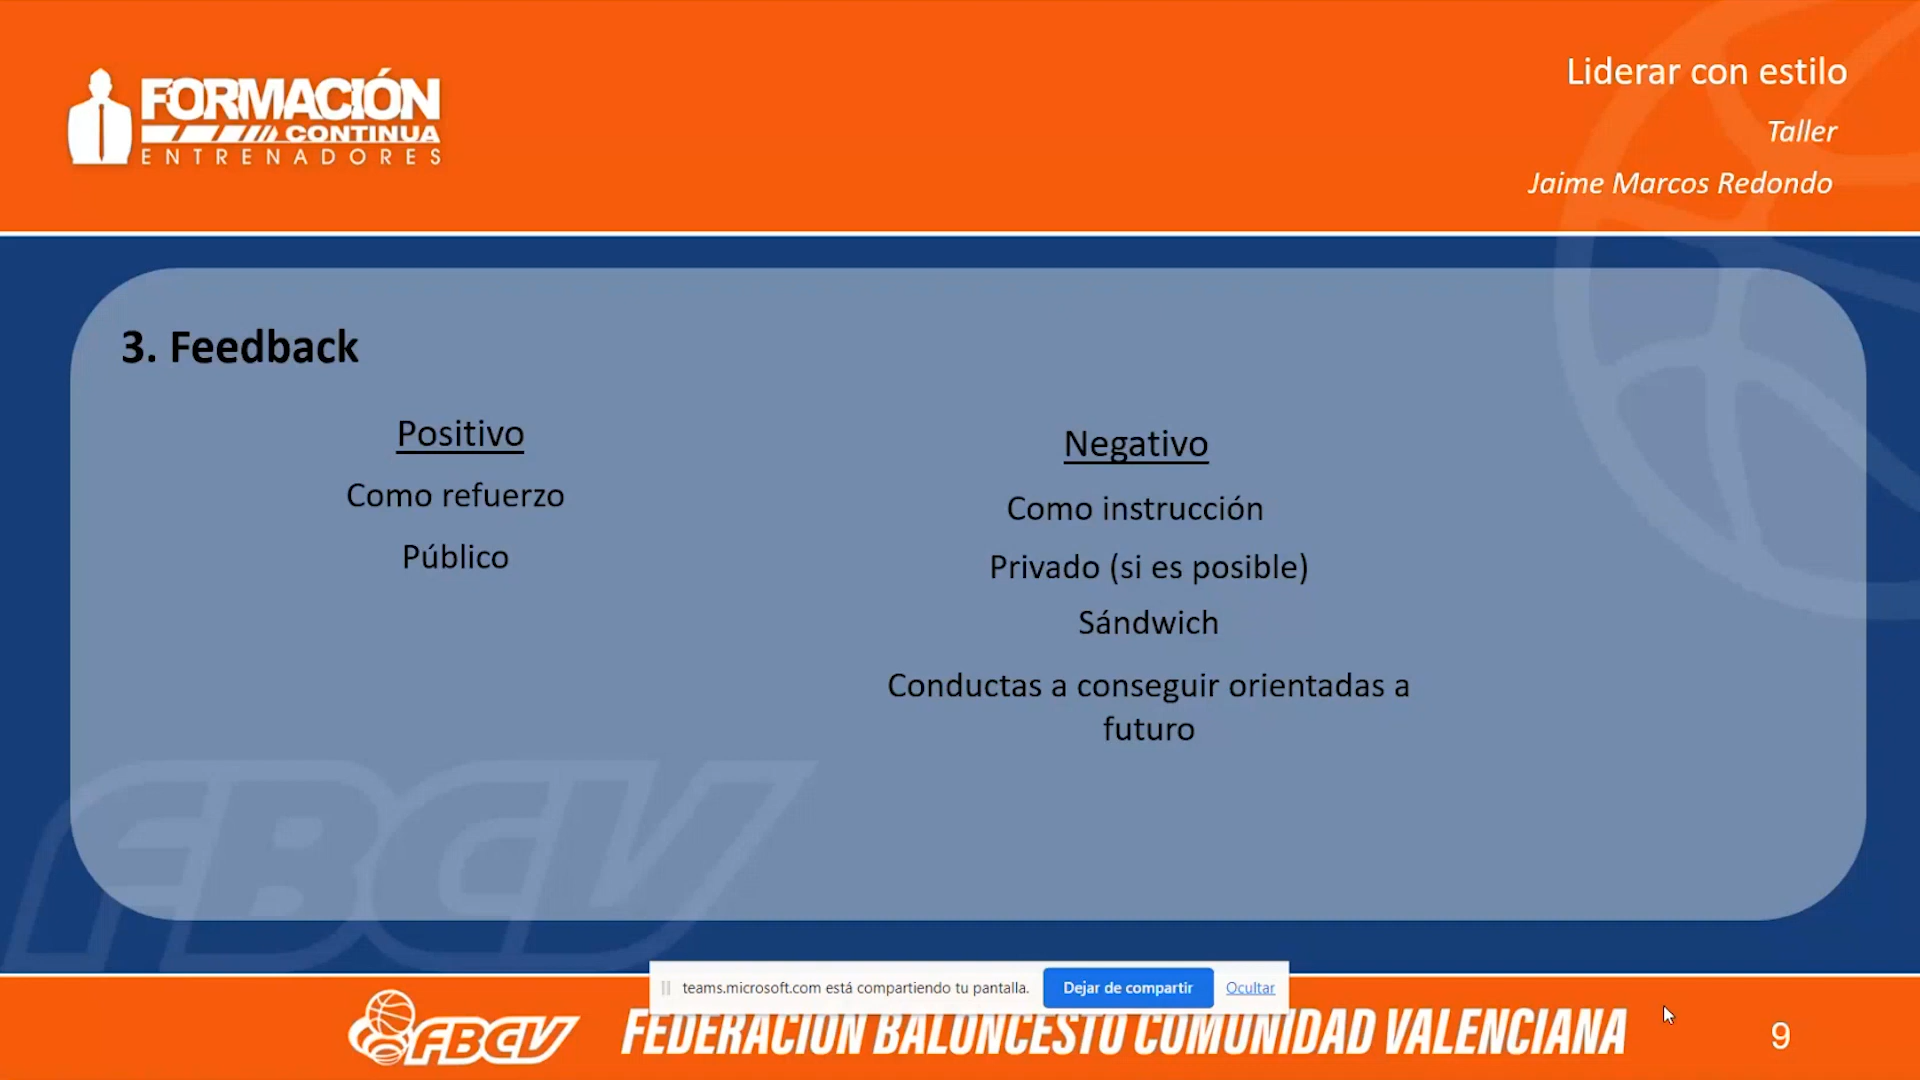 FORMACIÓN
CONTINUA
ENTRENADORES
Liderar con estilo
Taller
Jaime Marcos Redondo
3. Feedback
Positivo
Como refuerzo
Público
Negativo
Como instrucción
Privado (si es posible)
Sándwich
Conductas a conseguir orientadas a
futuro
FBCV
teams.microsoft.com está compartiendo tu pantalla.
Dejar de compartir
Ocultar
FBCV
FEDERACIÓN BALONCESTO COMUNIDAD VALENCIANA
9